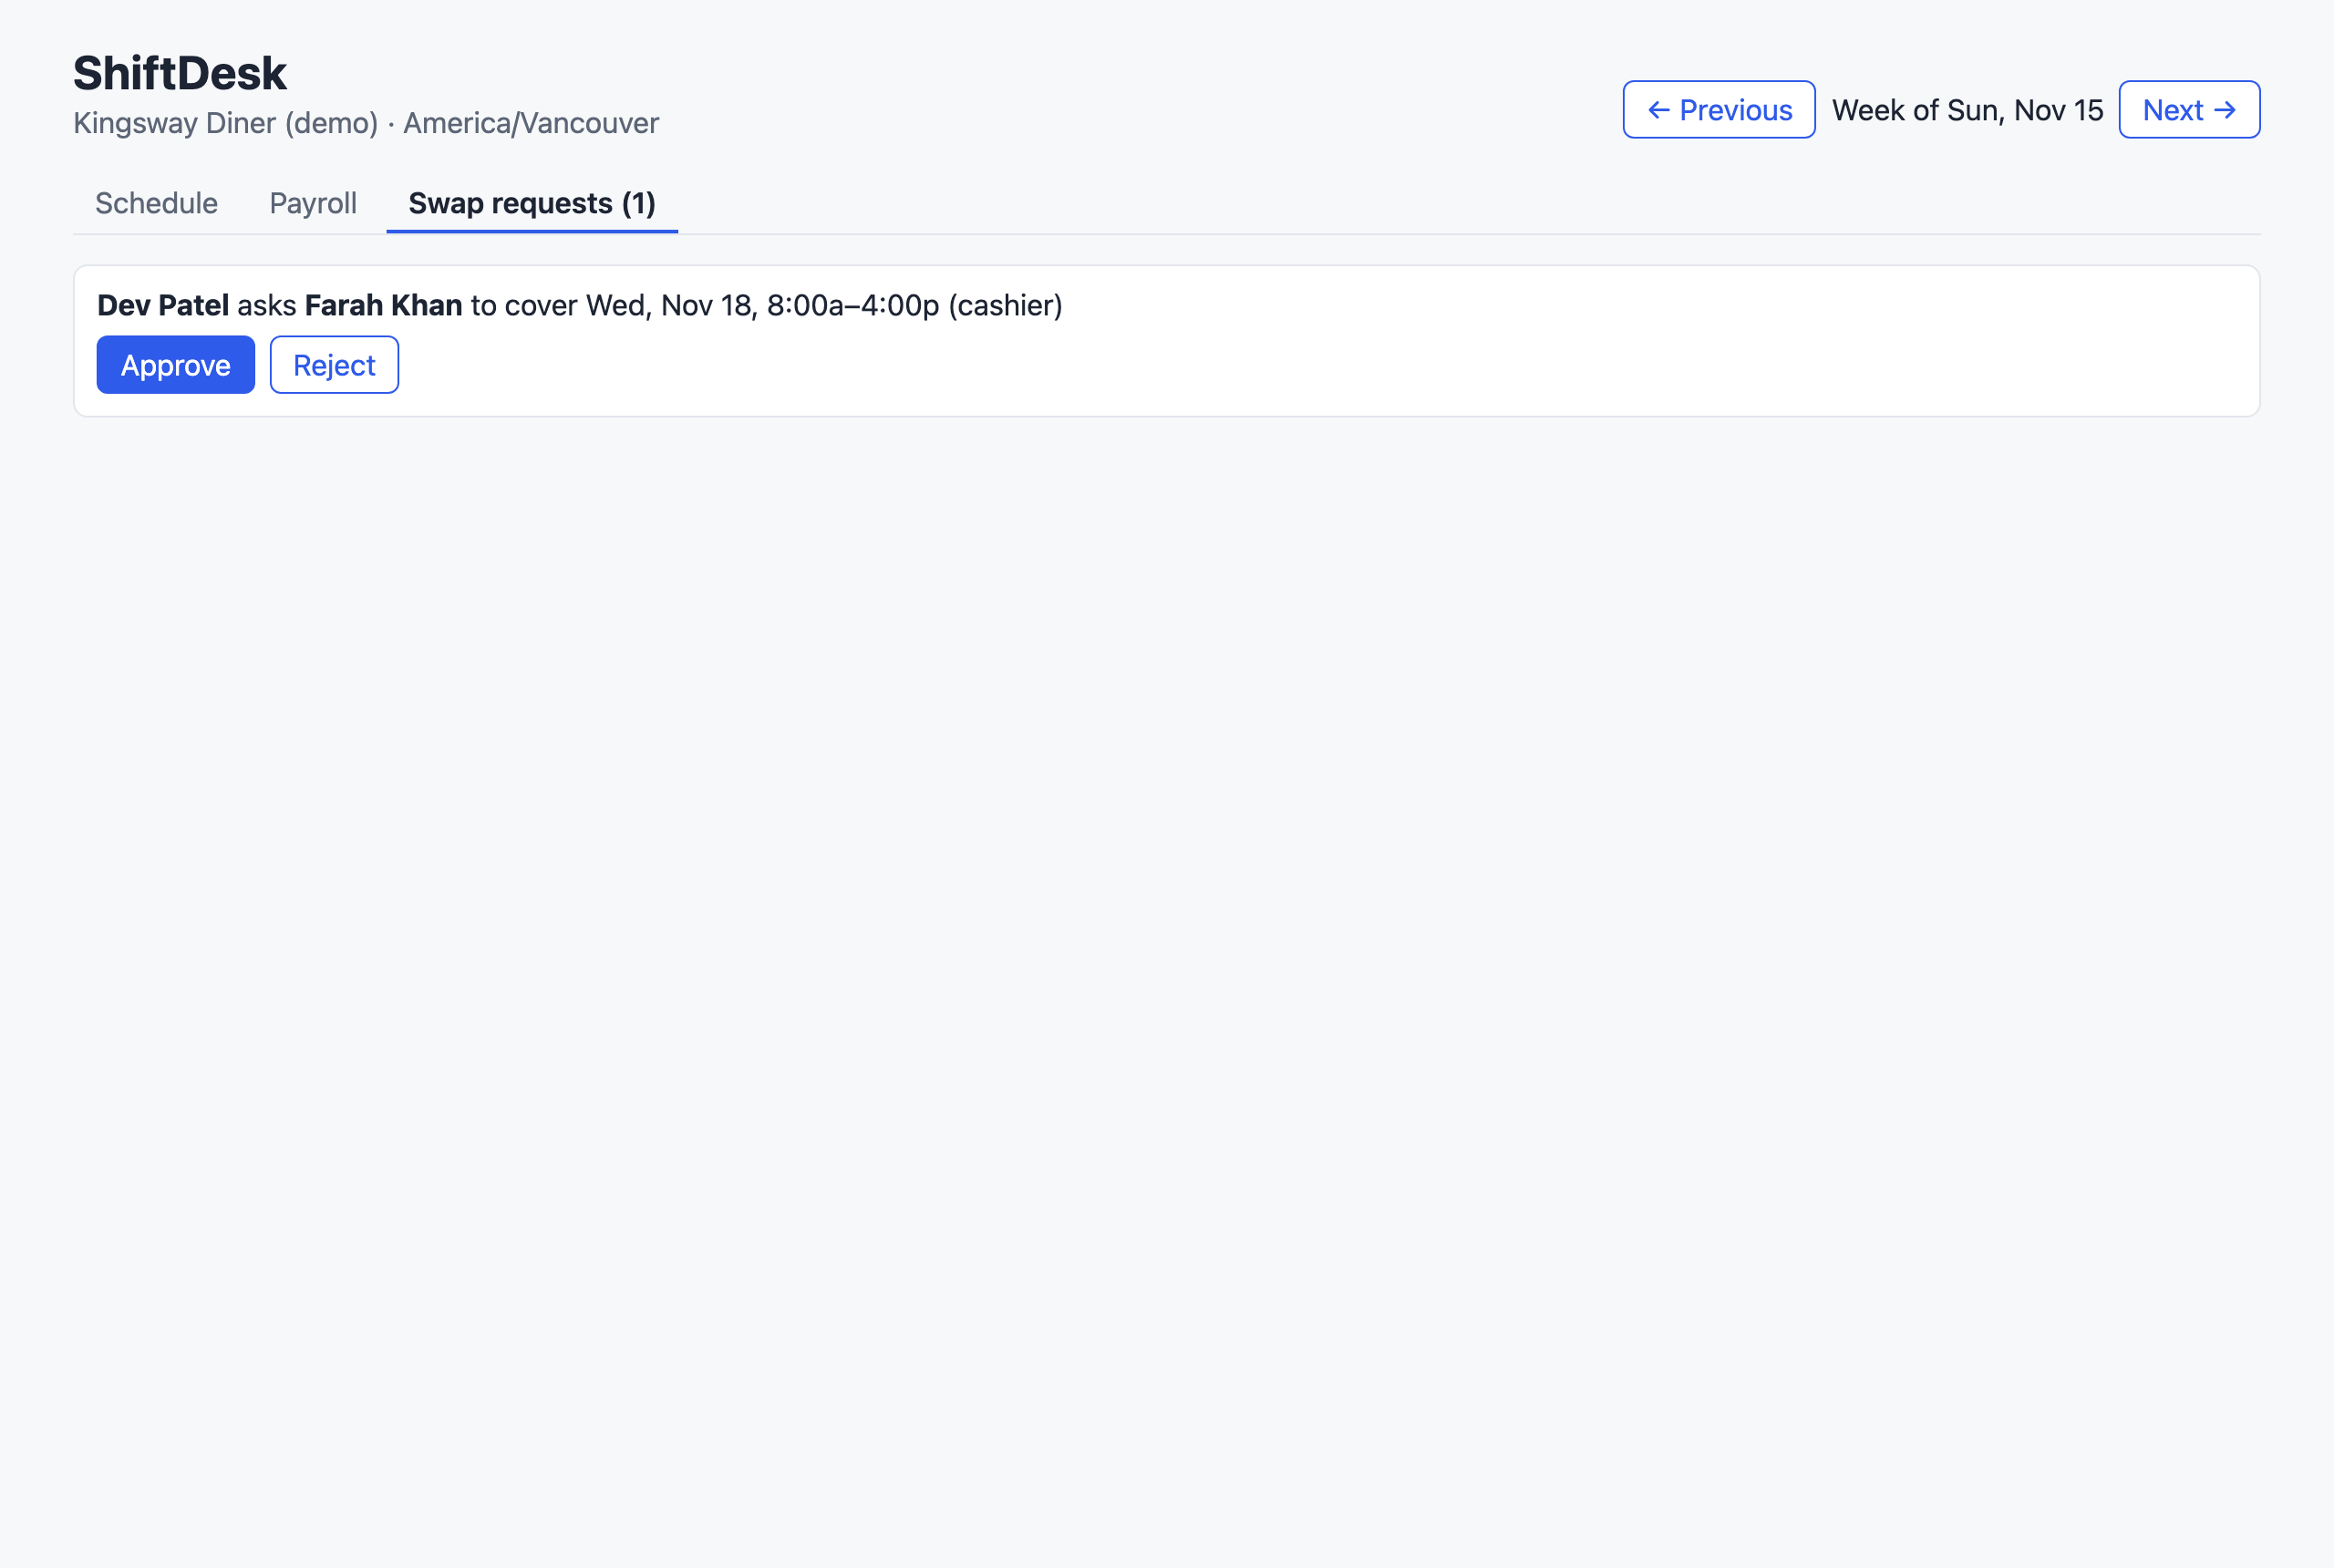 ShiftDesk
Kingsway Diner (demo) · America/Vancouver
← Previous
Week of Sun, Nov 15
Next →
Schedule
Payroll
Swap requests (1)
Dev Patel asks Farah Khan to cover Wed, Nov 18, 8:00a–4:00p (cashier)
Approve
Reject